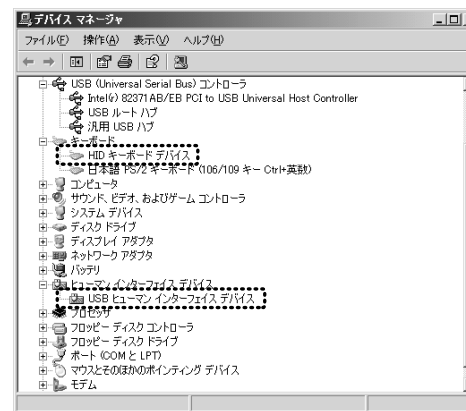 デバイス マネージャ
ファイル(F) 操作(A) 表示(V) ヘルプ(H)
USB (Universal Serial Bus) コントローラ
Intel(r) 82371AB/EB PCI to USB Universal Host Controller
USB ルート ハブ
汎用 USB ハブ
キーボード
HID キーボード デバイス
日本語 PS/2 キーボード (106/109 キー Ctrl+英数)
コンピュータ
サウンド、ビデオ、およびゲーム コントローラ
システム デバイス
ディスク ドライブ
ディスプレイ アダプタ
ネットワーク アダプタ
バッテリ
ヒューマン インターフェイス デバイス
USB ヒューマン インターフェイス デバイス
プロセッサ
フロッピー ディスク コントローラ
フロッピー ディスク ドライブ
ポート (COM と LPT)
マウスとそのほかのポインティング デバイス
モデム